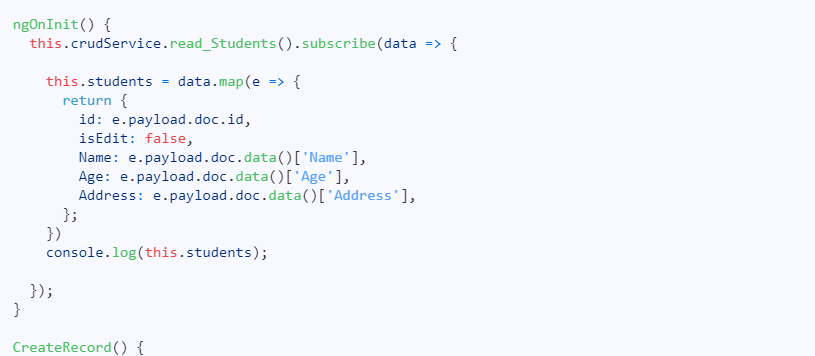 ngOnInit() {
  this.crudService.read_Students().subscribe(data => {
    this.students = data.map(e => {
      return {
        id: e.payload.doc.id,
        isEdit: false,
        Name: e.payload.doc.data()['Name'],
        Age: e.payload.doc.data()['Age'],
        Address: e.payload.doc.data()['Address'],
      };
    })
    console.log(this.students);
  });
}
CreateRecord() {